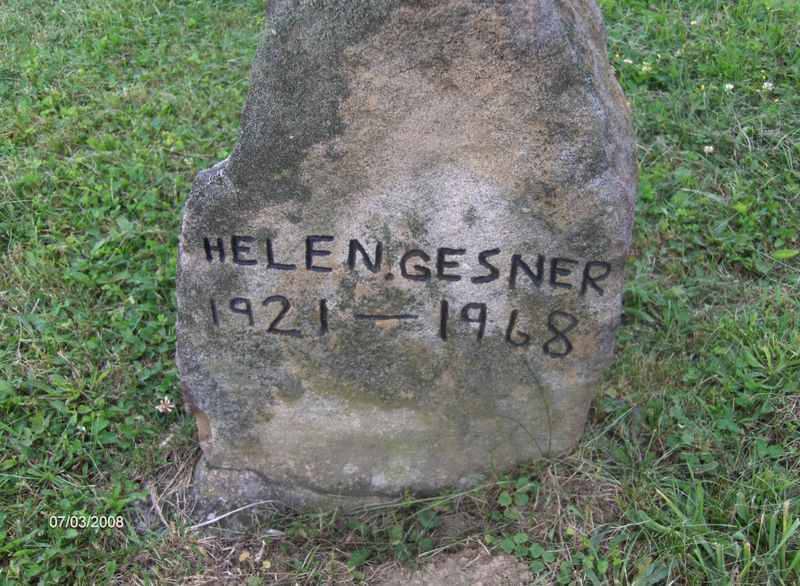 HELEN. GESNER
1921 — 1968
07/03/2008